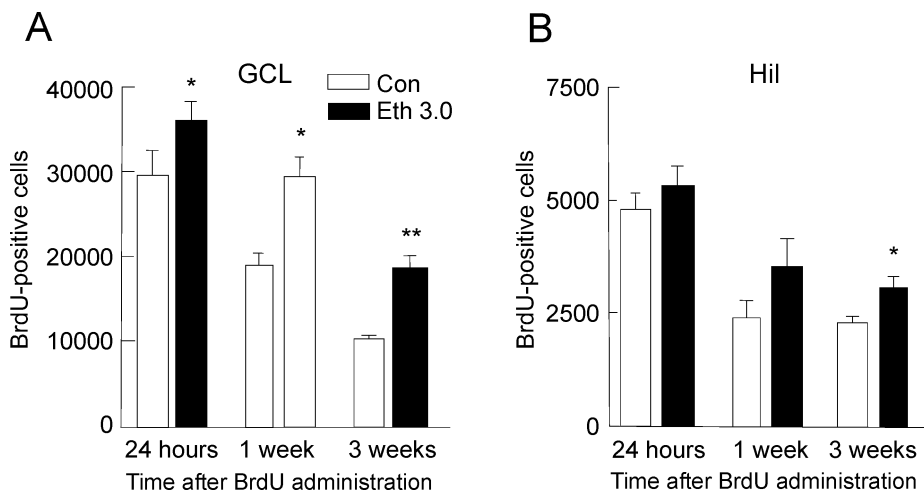 A
GCL
Con
Eth 3.0
BrdU-positive cells
40000
30000
20000
10000
0
*
*
**
24 hours
1 week
3 weeks
Time after BrdU administration
B
Hil
BrdU-positive cells
7500
5000
2500
0
*
24 hours
1 week
3 weeks
Time after BrdU administration